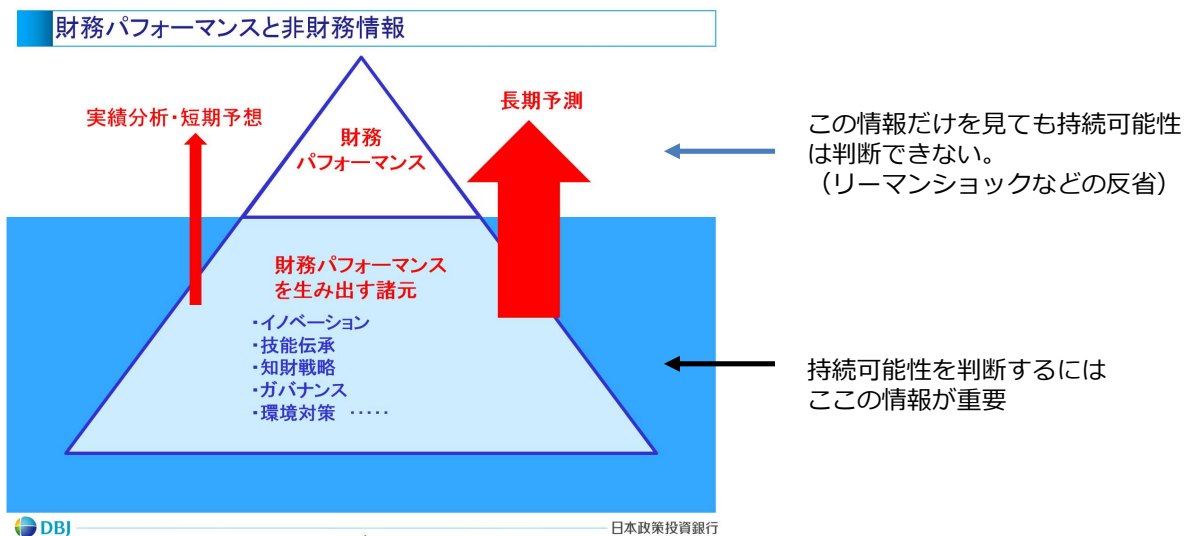 財務パフォーマンスと非財務情報
実績分析・短期予想
長期予測
財務
パフォーマンス
この情報だけを見ても持続可能性
は判断できない。
(リーマンショックなどの反省)
財務パフォーマンス
を生み出す諸元
・イノベーション
・技能伝承
・知財戦略
・ガバナンス
・環境対策 ‥‥‥
持続可能性を判断するには
ここの情報が重要
DBJ
日本政策投資銀行